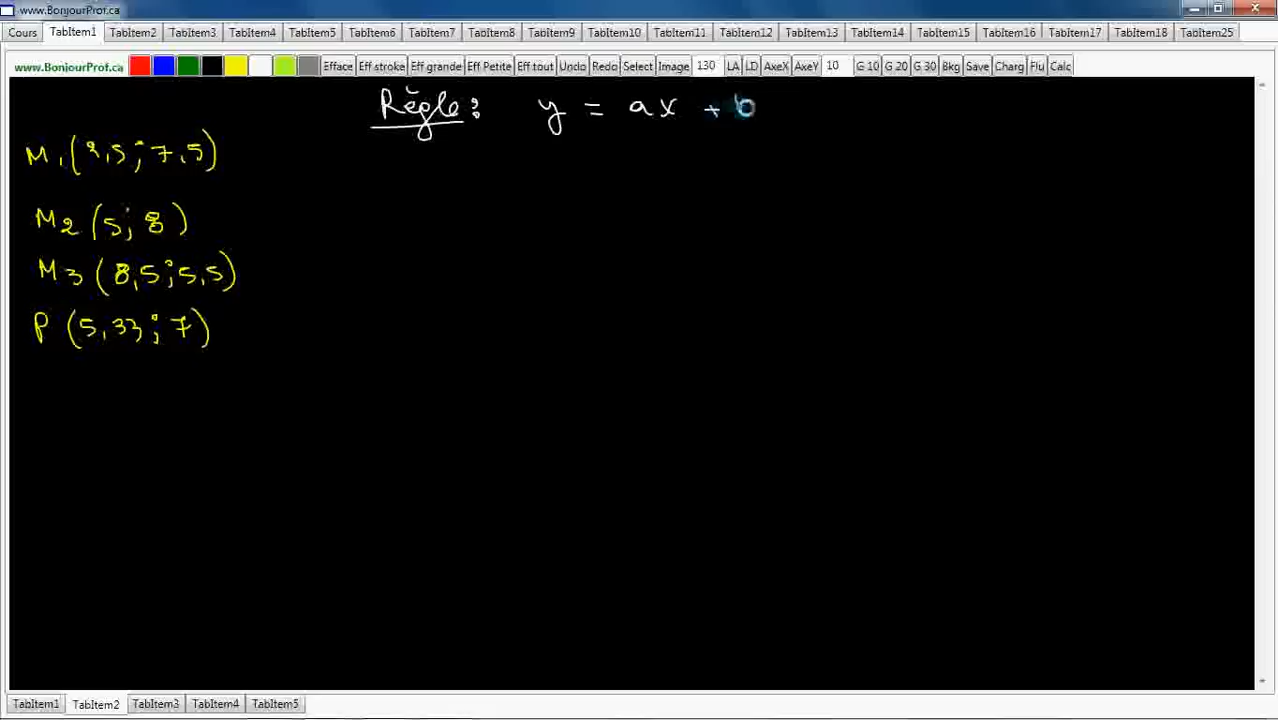 www.BonjourProf.ca
Cours TabItem1 TabItem2 TabItem3 TabItem4 TabItem5 TabItem6 TabItem7 TabItem8 TabItem9 TabItem10 TabItem11 TabItem12 TabItem13 TabItem14 TabItem15 TabItem16 TabItem17 TabItem18 TabItem25
www.BonjourProf.ca Efface Eff stroke Eff grande Eff Petite Eff tout Undo Redo Select Image 130 LA LD AxeX AxeY 10 G 10 G 20 G 30 Bkg Save Charg Flu Calc
Règle : y = ax + b
M1 (2,5 ; 7,5)
M2 (5 ; 8)
M3 (8,5 ; 5,5)
P (5,33 ; 7)
TabItem1 TabItem2 TabItem3 TabItem4 TabItem5